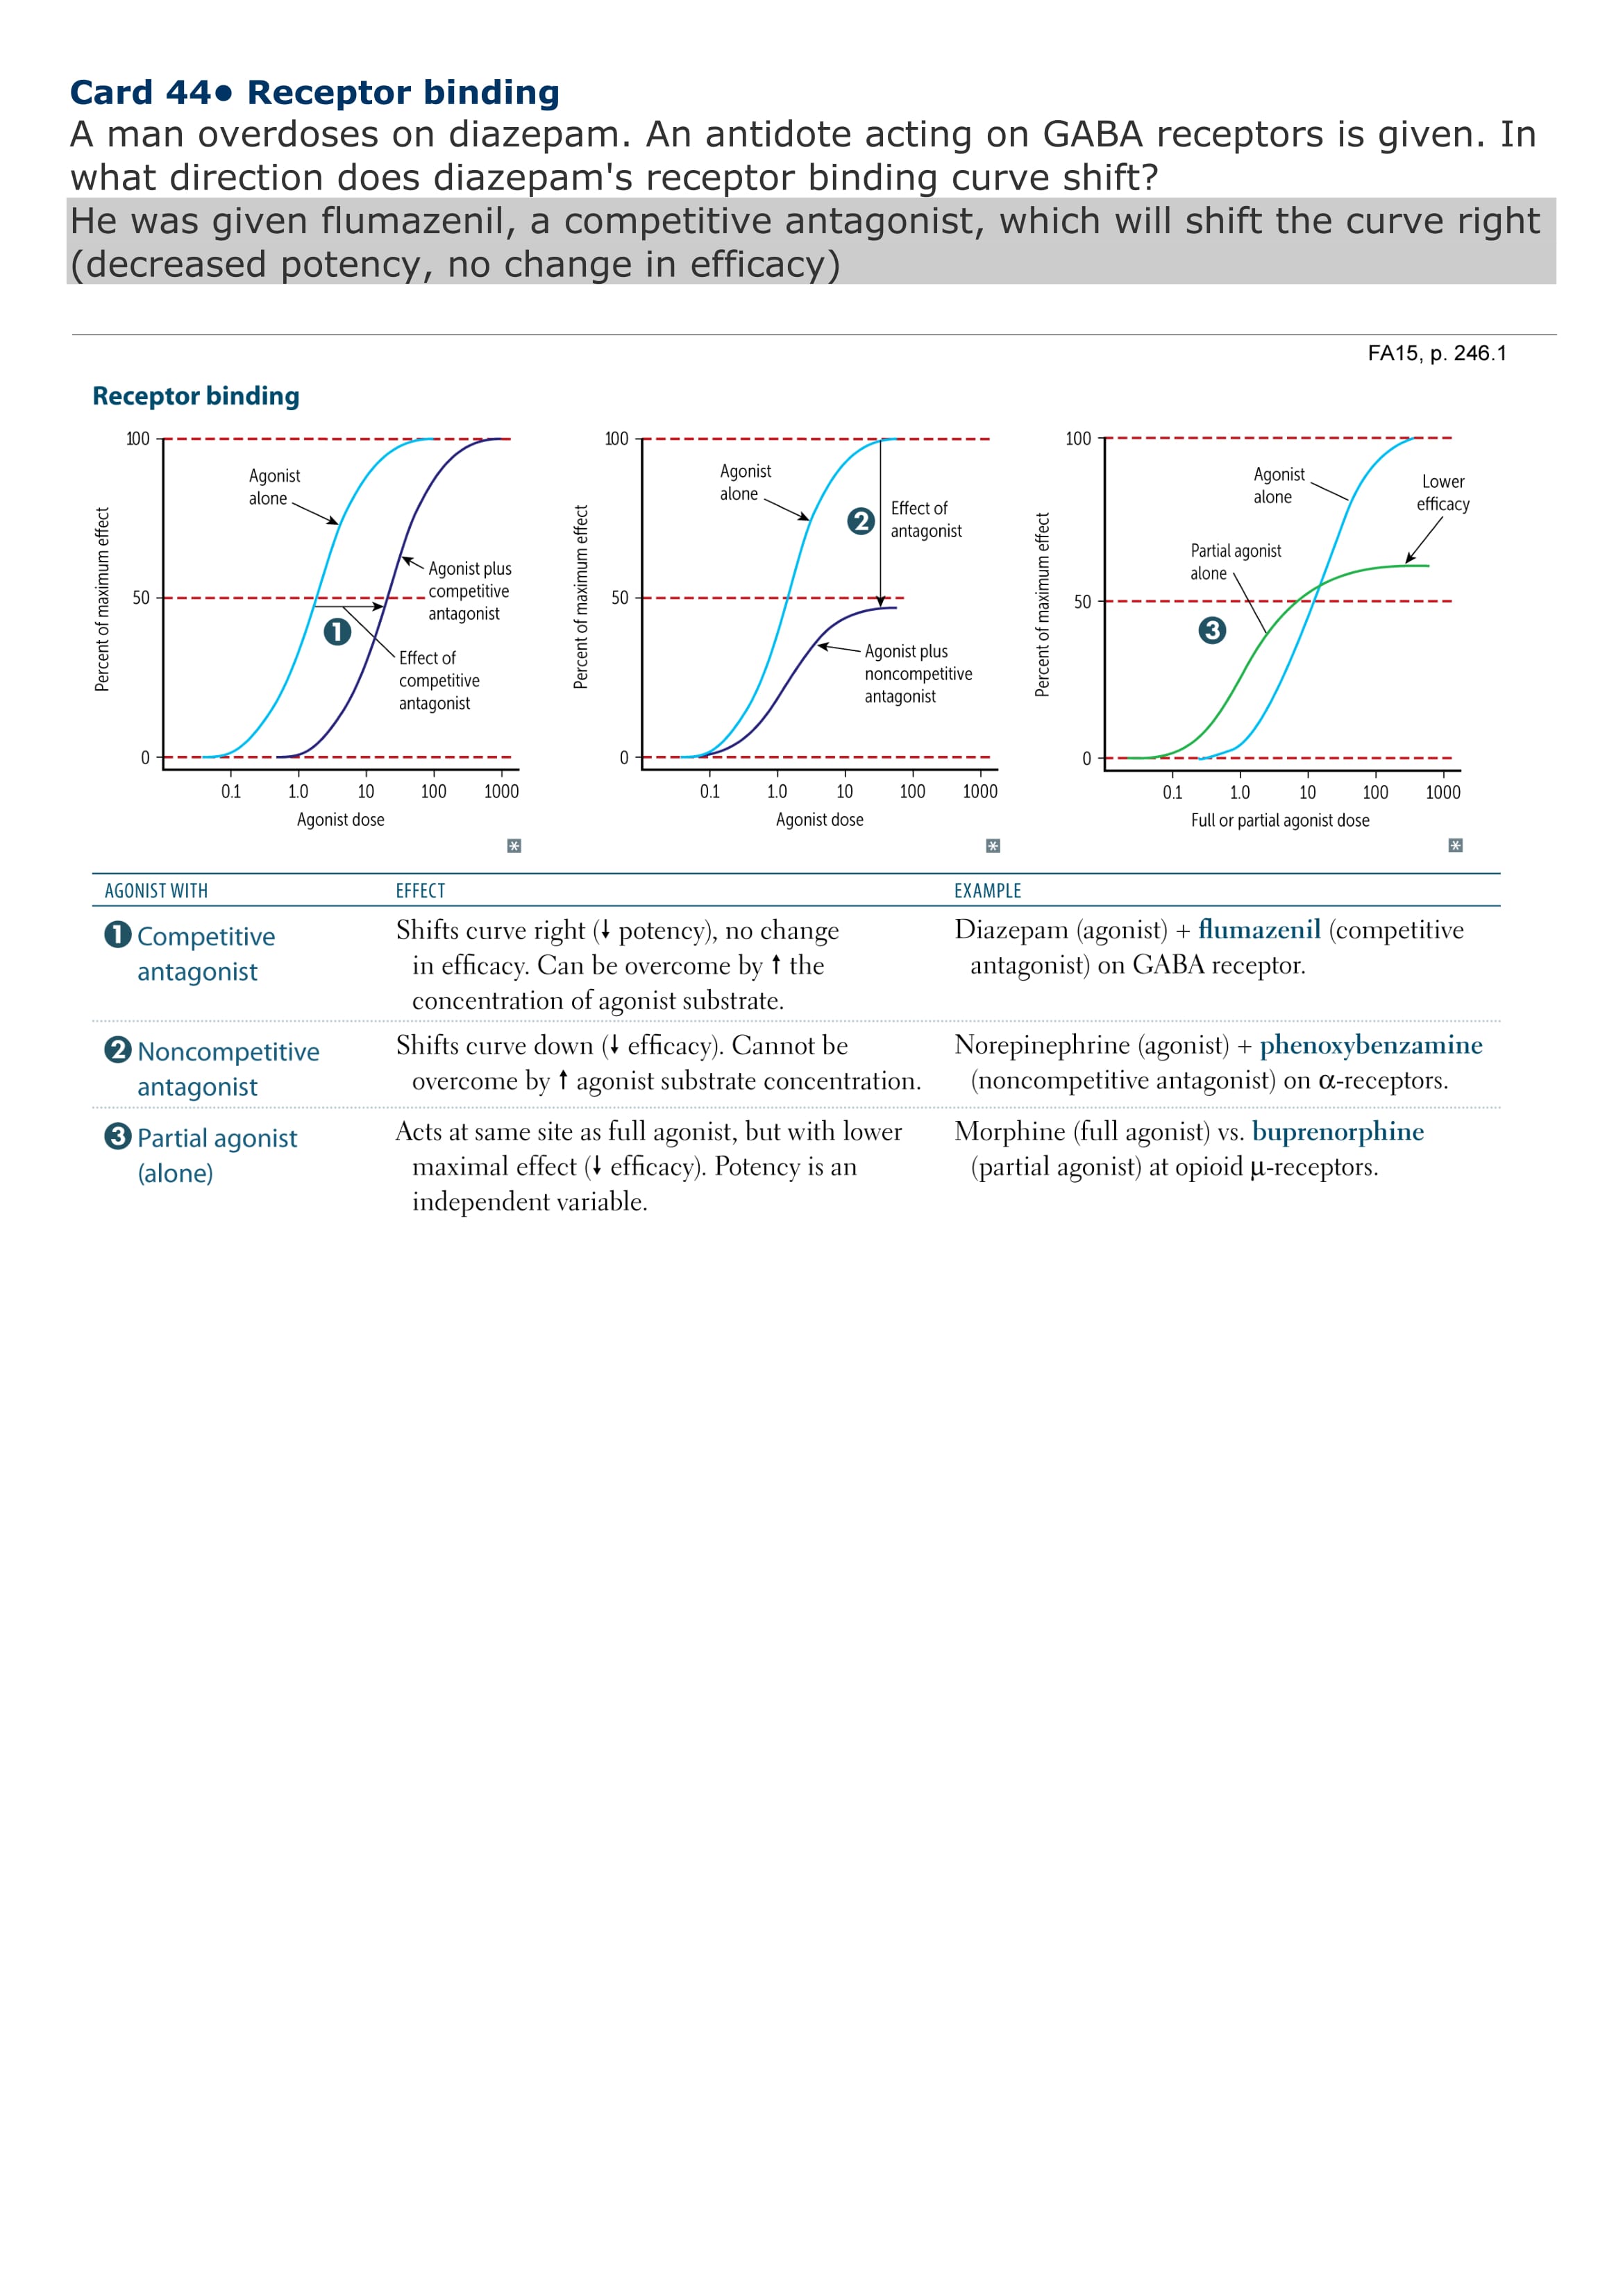 Card 44• Receptor binding
A man overdoses on diazepam. An antidote acting on GABA receptors is given. In
what direction does diazepam's receptor binding curve shift?
He was given flumazenil, a competitive antagonist, which will shift the curve right
(decreased potency, no change in efficacy)
FA15, p. 246.1
Receptor binding
Percent of maximum effect
100
50
0
Agonist
alone
Agonist plus
competitive
antagonist
1
Effect of
competitive
antagonist
0.1 1.0 10 100 1000
Agonist dose
Percent of maximum effect
100
50
0
Agonist
alone
2
Effect of
antagonist
Agonist plus
noncompetitive
antagonist
0.1 1.0 10 100 1000
Agonist dose
Percent of maximum effect
100
50
0
Agonist
alone
Lower
efficacy
Partial agonist
alone
3
0.1 1.0 10 100 1000
Full or partial agonist dose
AGONIST WITH EFFECT EXAMPLE
1 Competitive
antagonist
Shifts curve right (↓ potency), no change
in efficacy. Can be overcome by ↑ the
concentration of agonist substrate.
Diazepam (agonist) + flumazenil (competitive
antagonist) on GABA receptor.
2 Noncompetitive
antagonist
Shifts curve down (↓ efficacy). Cannot be
overcome by ↑ agonist substrate concentration.
Norepinephrine (agonist) + phenoxybenzamine
(noncompetitive antagonist) on α-receptors.
3 Partial agonist
(alone)
Acts at same site as full agonist, but with lower
maximal effect (↓ efficacy). Potency is an
independent variable.
Morphine (full agonist) vs. buprenorphine
(partial agonist) at opioid μ-receptors.